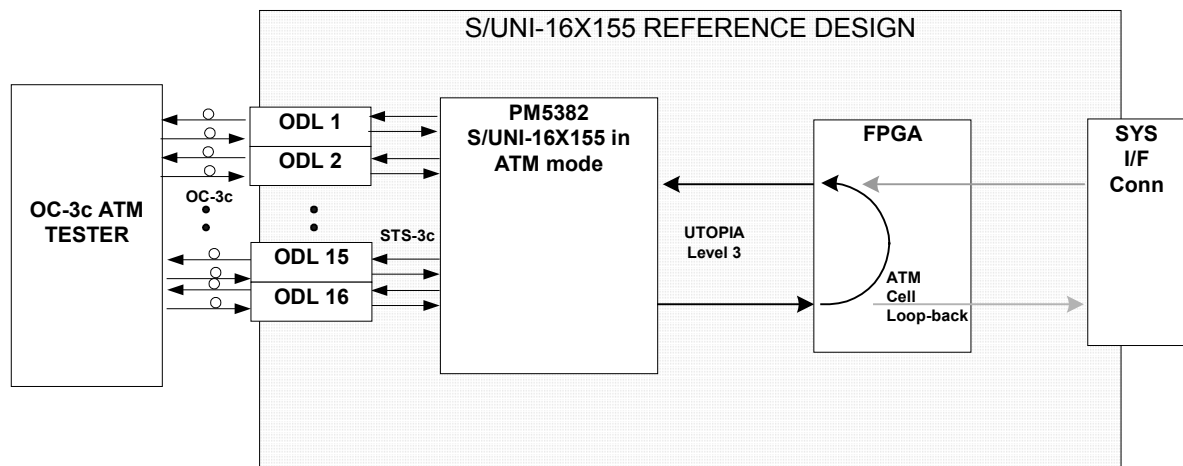 S/UNI-16X155 REFERENCE DESIGN
OC-3c ATM
TESTER
OC-3c
ODL 1
ODL 2
ODL 15
ODL 16
STS-3c
PM5382
S/UNI-16X155 in
ATM mode
UTOPIA
Level 3
FPGA
ATM
Cell
Loop-back
SYS
I/F
Conn